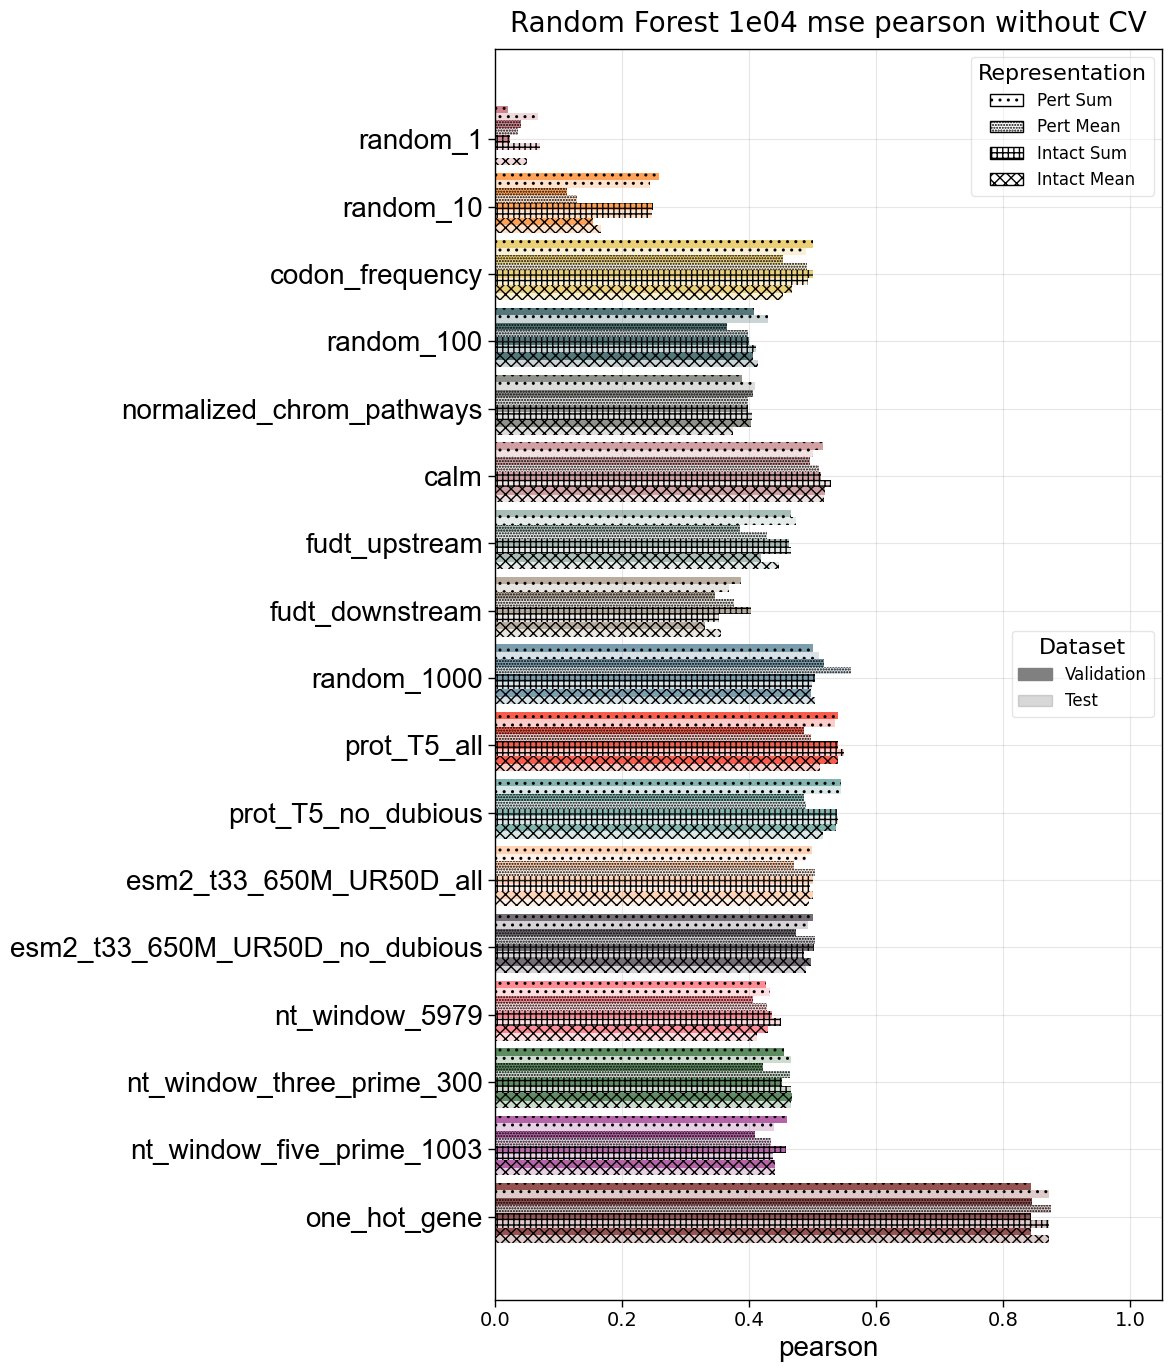 Random Forest 1e04 mse pearson without CV
Representation
Pert Sum
Pert Mean
Intact Sum
Intact Mean
random_1
random_10
codon_frequency
random_100
normalized_chrom_pathways
calm
fudt_upstream
fudt_downstream
Dataset
Validation
Test
random_1000
prot_T5_all
prot_T5_no_dubious
esm2_t33_650M_UR50D_all
esm2_t33_650M_UR50D_no_dubious
nt_window_5979
nt_window_three_prime_300
nt_window_five_prime_1003
one_hot_gene
0.0 0.2 0.4 0.6 0.8 1.0
pearson